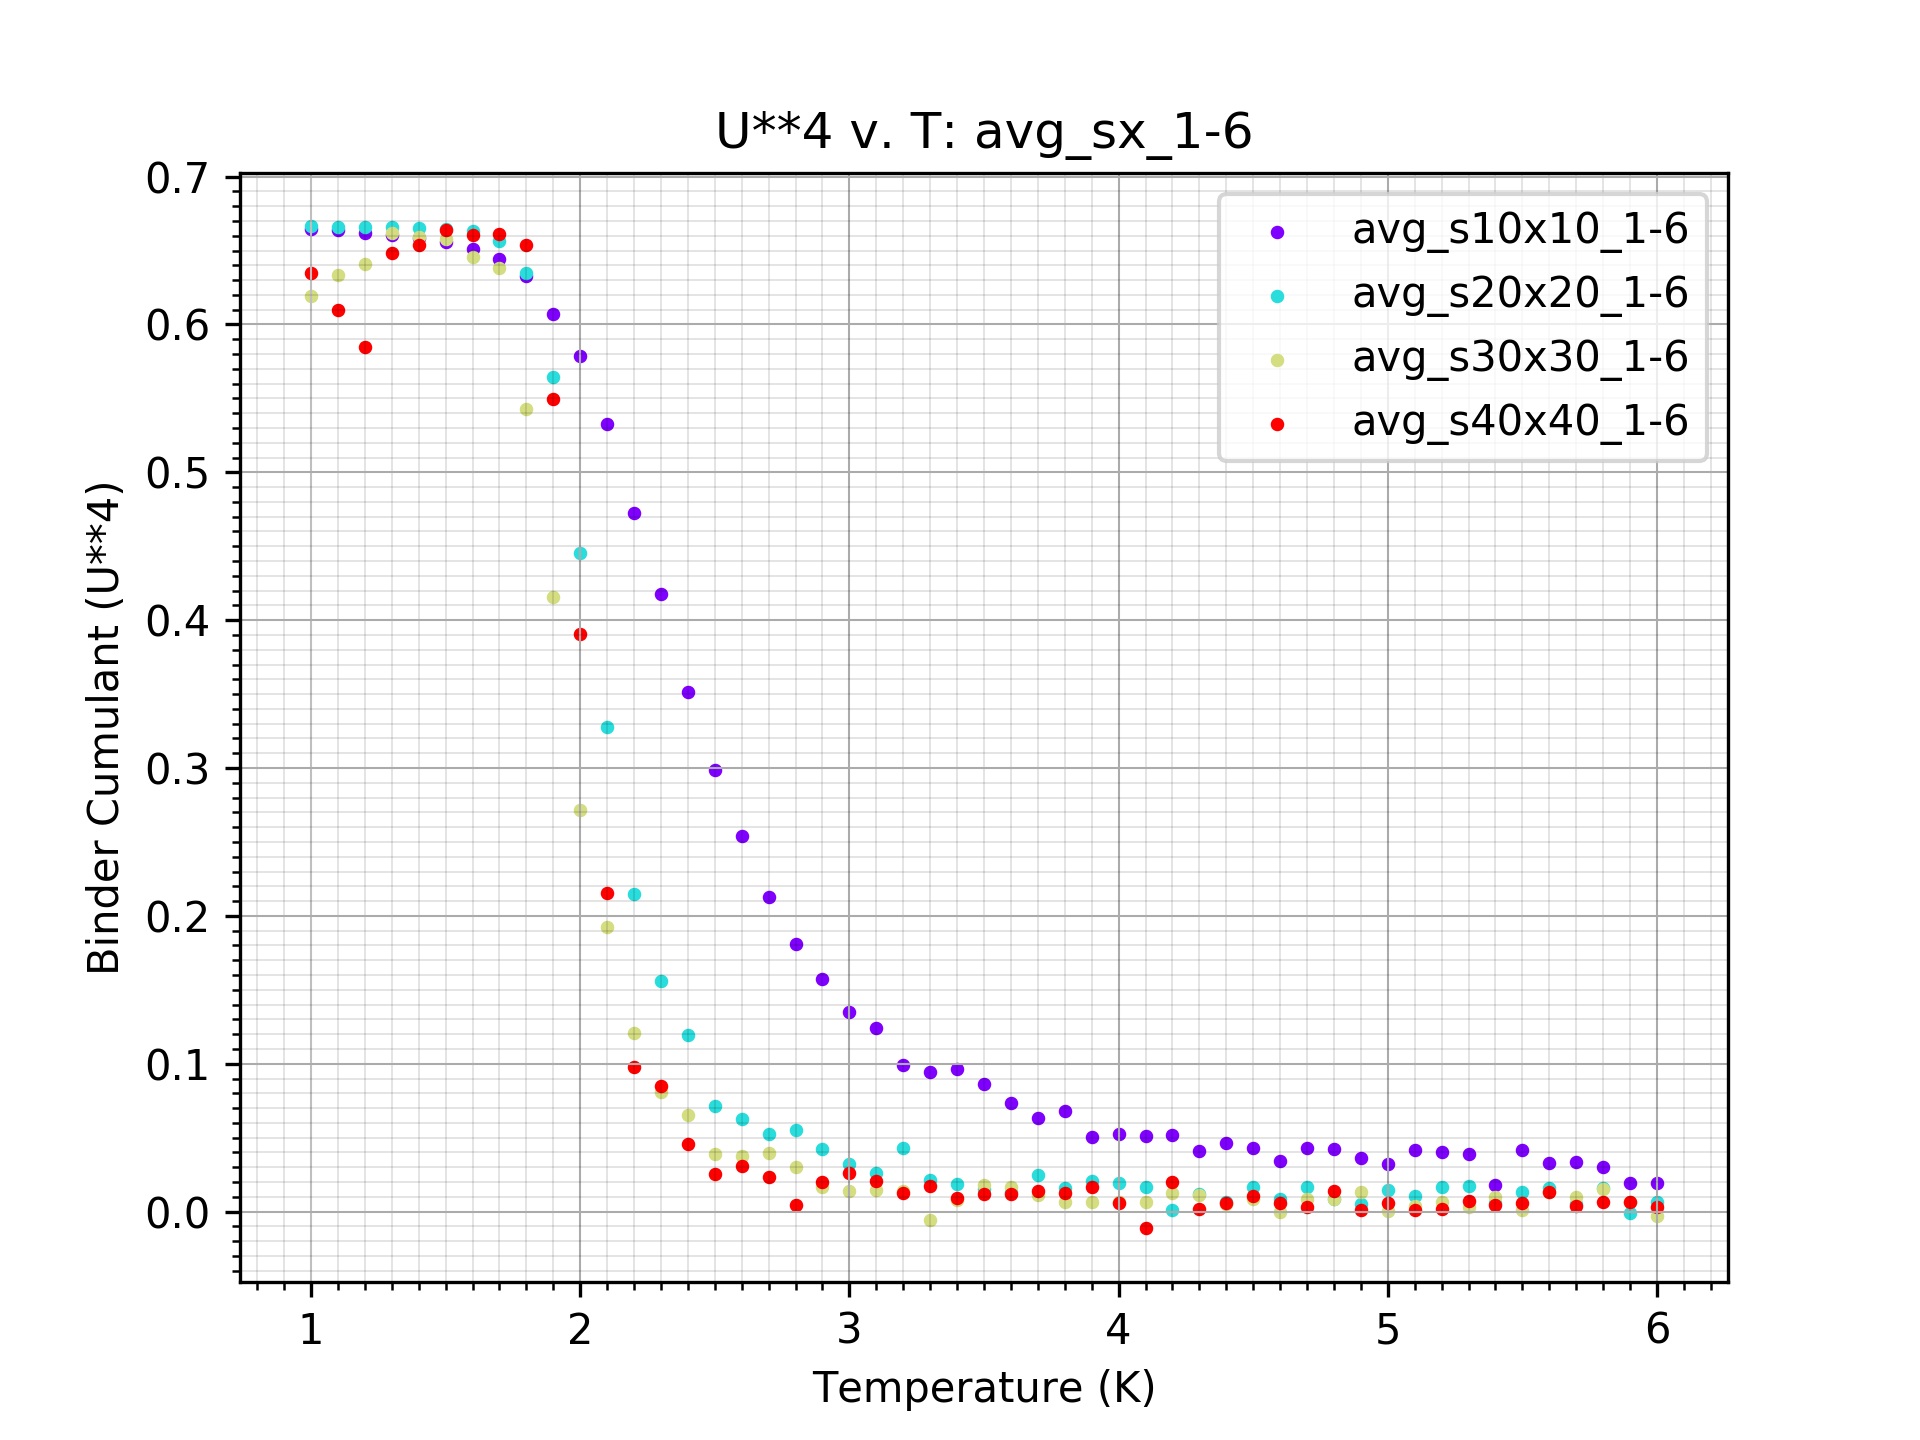 U**4 v. T: avg_sx_1-6
0.7
0.6
0.5
0.4
0.3
0.2
0.1
0.0
Binder Cumulant (U**4)
avg_s10x10_1-6
avg_s20x20_1-6
avg_s30x30_1-6
avg_s40x40_1-6
1 2 3 4 5 6
Temperature (K)